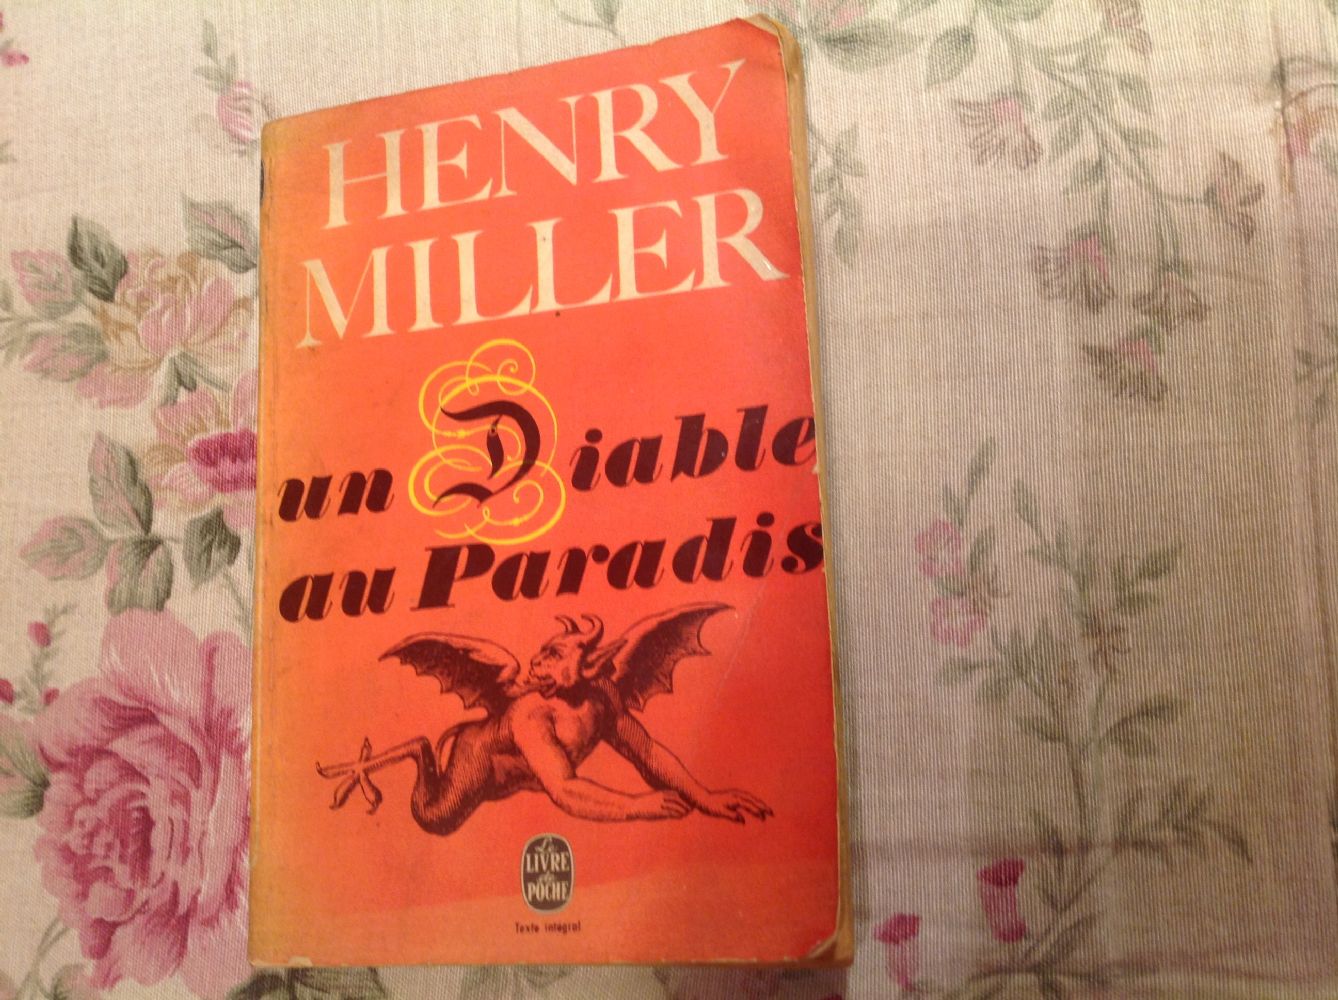 HENRY
MILLER
un Diable
au Paradis
Le
LIVRE
de
POCHE
Texte intégral